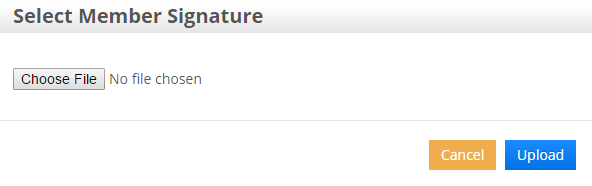 Select Member Signature
Choose File No file chosen
Cancel Upload